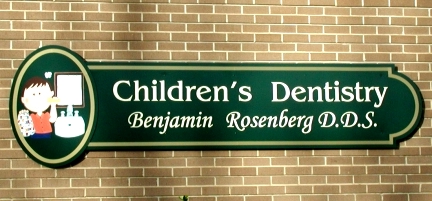 Children's Dentistry
Benjamin Rosenberg D.D.S.